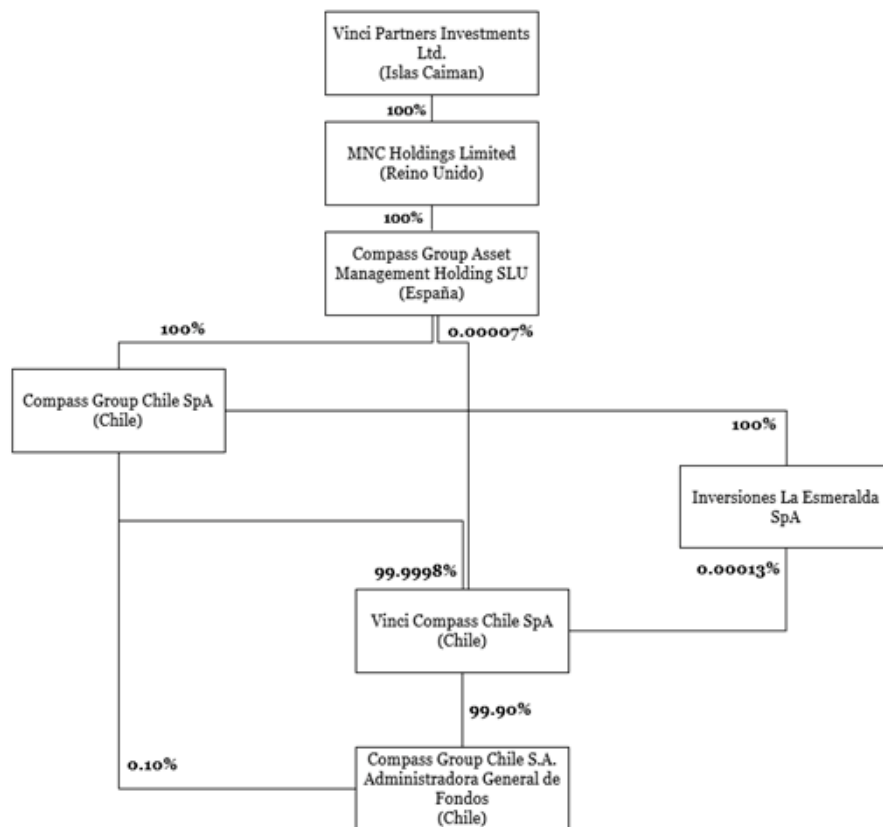 Vinci Partners Investments
Ltd.
(Islas Caiman)
100%
MNC Holdings Limited
(Reino Unido)
100%
Compass Group Asset
Management Holding SLU
(España)
100%
0.00007%
Compass Group Chile SpA
(Chile)
100%
Inversiones La Esmeralda
SpA
99.9998%
0.00013%
Vinci Compass Chile SpA
(Chile)
99.90%
0.10%
Compass Group Chile S.A.
Administradora General de
Fondos
(Chile)